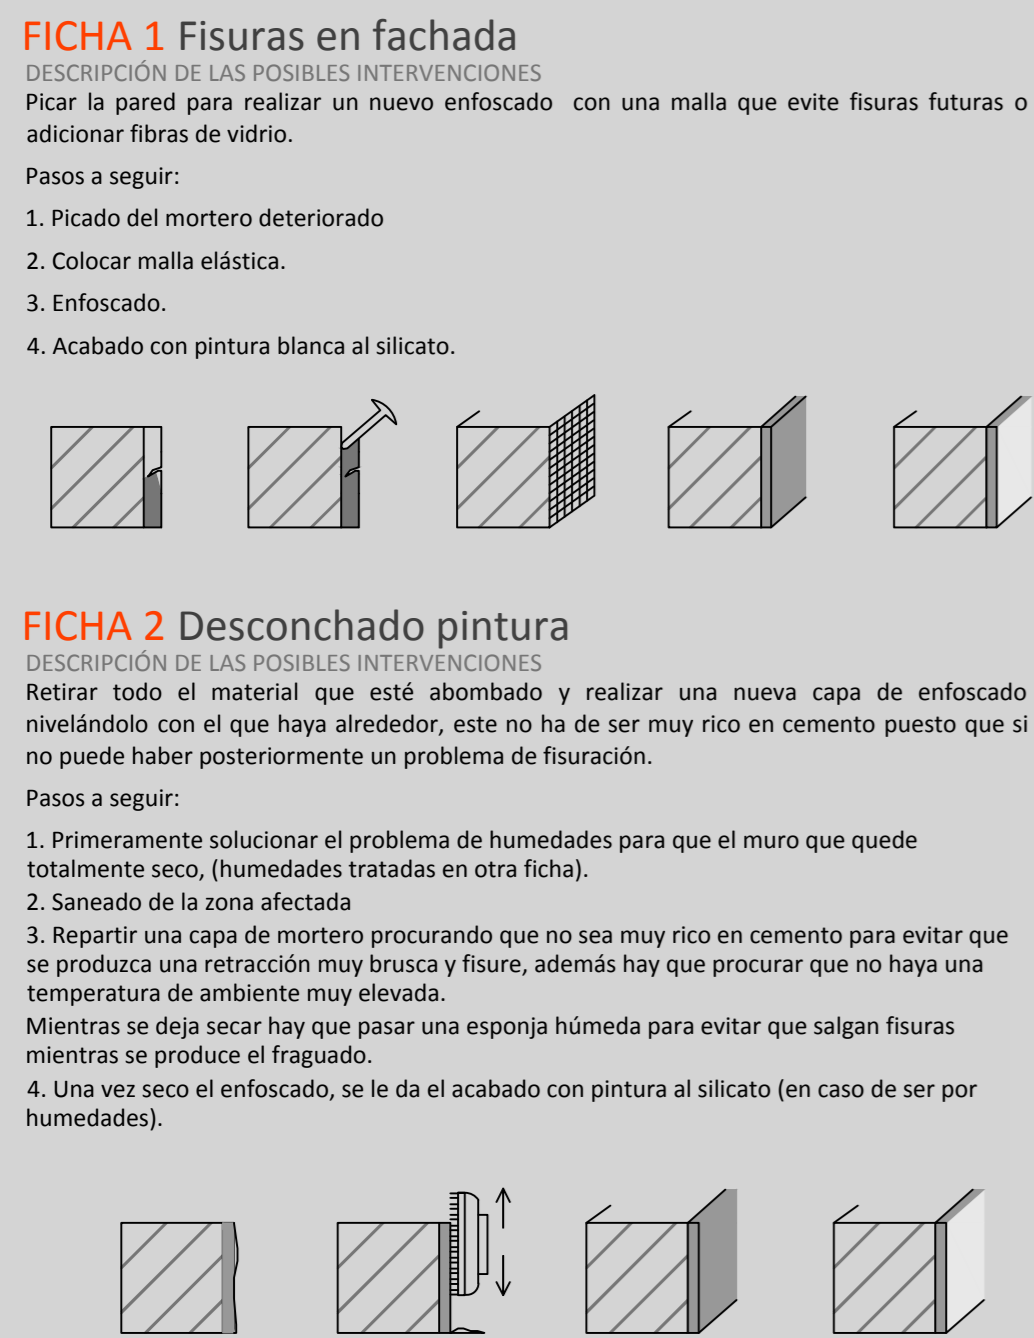 FICHA 1 Fisuras en fachada
DESCRIPCIÓN DE LAS POSIBLES INTERVENCIONES
Picar la pared para realizar un nuevo enfoscado con una malla que evite fisuras futuras o
adicionar fibras de vidrio.
Pasos a seguir:
1. Picado del mortero deteriorado
2. Colocar malla elástica.
3. Enfoscado.
4. Acabado con pintura blanca al silicato.
FICHA 2 Desconchado pintura
DESCRIPCIÓN DE LAS POSIBLES INTERVENCIONES
Retirar todo el material que esté abombado y realizar una nueva capa de enfoscado
nivelándolo con el que haya alrededor, este no ha de ser muy rico en cemento puesto que si
no puede haber posteriormente un problema de fisuración.
Pasos a seguir:
1. Primeramente solucionar el problema de humedades para que el muro que quede
totalmente seco, (humedades tratadas en otra ficha).
2. Saneado de la zona afectada
3. Repartir una capa de mortero procurando que no sea muy rico en cemento para evitar que
se produzca una retracción muy brusca y fisure, además hay que procurar que no haya una
temperatura de ambiente muy elevada.
Mientras se deja secar hay que pasar una esponja húmeda para evitar que salgan fisuras
mientras se produce el fraguado.
4. Una vez seco el enfoscado, se le da el acabado con pintura al silicato (en caso de ser por
humedades).